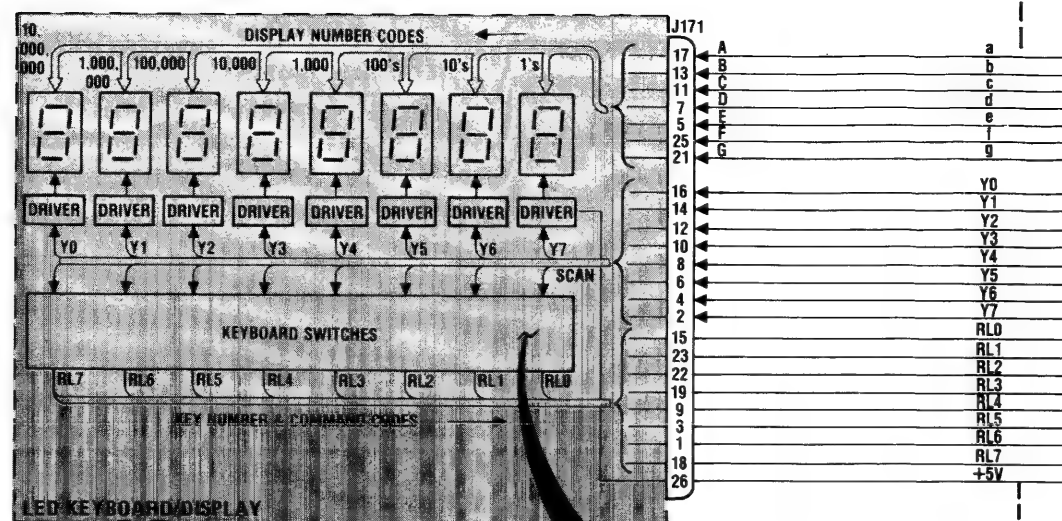 J171
DISPLAY NUMBER CODES
10,
000,
000
1,000,
000
100,000
10,000
1,000
100's
10's
1's
DRIVER DRIVER DRIVER DRIVER DRIVER DRIVER DRIVER DRIVER
Y0 Y1 Y2 Y3 Y4 Y5 Y6 Y7
SCAN
KEYBOARD SWITCHES
RL7 RL6 RL5 RL4 RL3 RL2 RL1 RL0
KEY NUMBER & COMMAND CODES
LED KEYBOARD/DISPLAY
17 A a
13 B b
11 C c
7 D d
5 E e
25 F f
21 G g
16 Y0
14 Y1
12 Y2
10 Y3
8 Y4
6 Y5
4 Y6
2 Y7
15 RL0
23 RL1
22 RL2
19 RL3
9 RL4
3 RL5
1 RL6
18 RL7
26 +5V